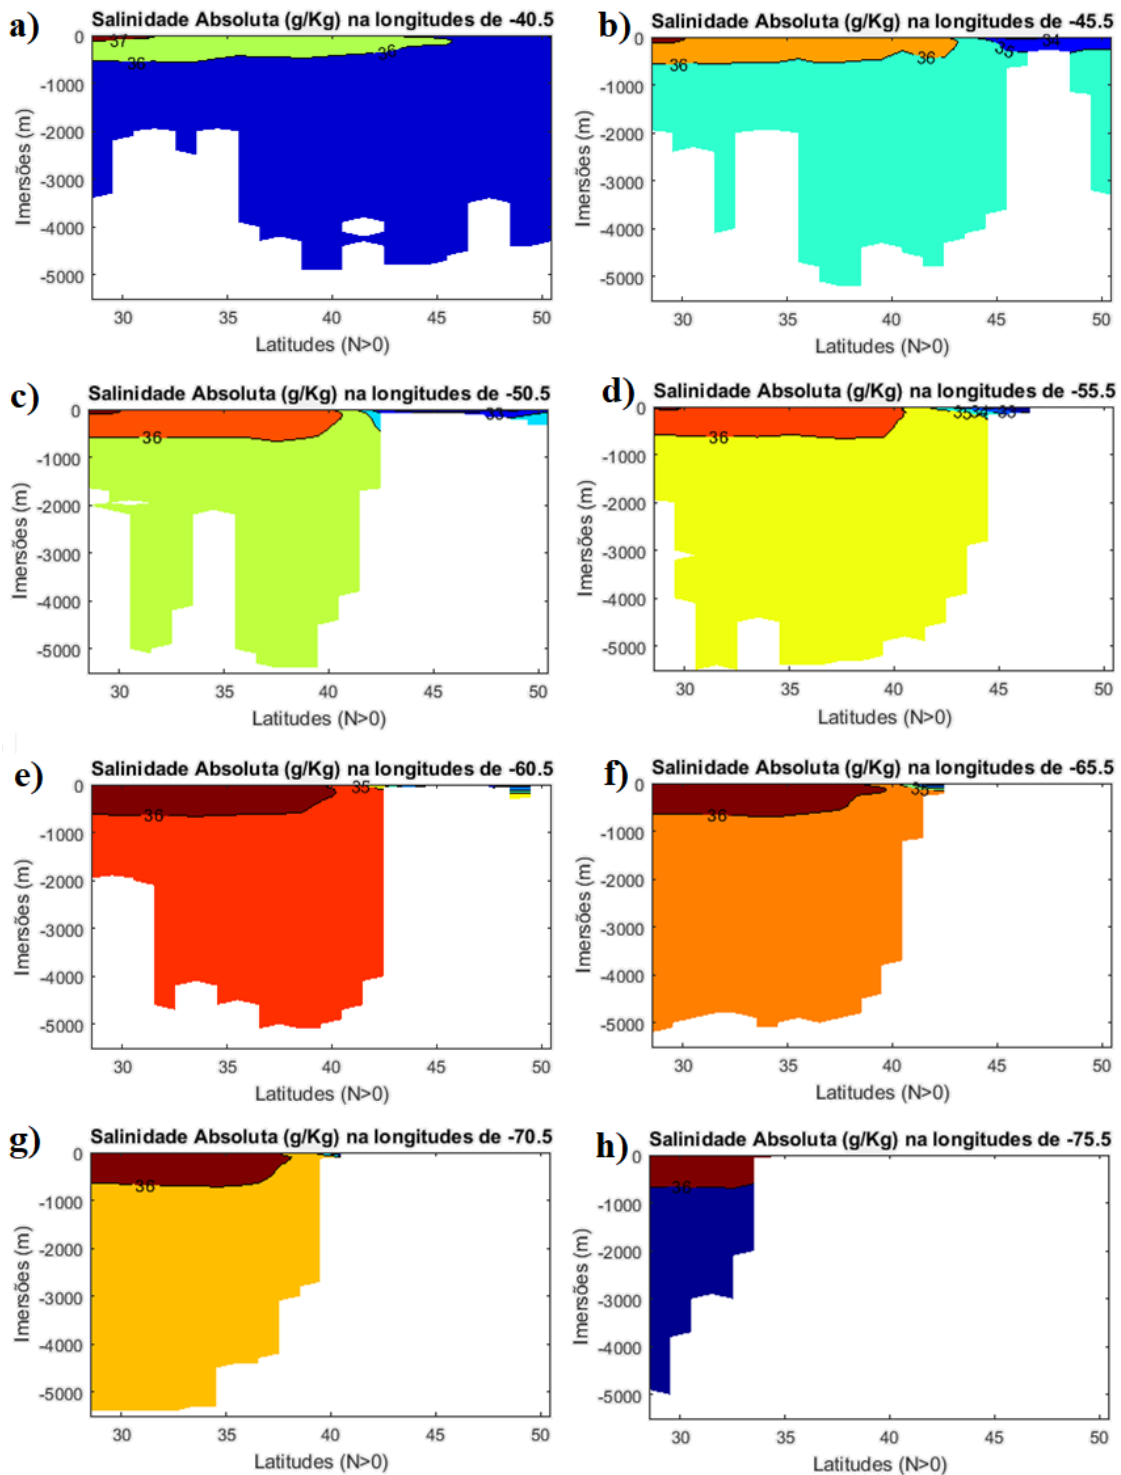 a) Salinidade Absoluta (g/Kg) na longitudes de -40.5
37
36
36
0
-1000
-2000
-3000
-4000
-5000
Imersões (m)
30 35 40 45 50
Latitudes (N>0)
b) Salinidade Absoluta (g/Kg) na longitudes de -45.5
36
36
35
34
0
-1000
-2000
-3000
-4000
-5000
Imersões (m)
30 35 40 45 50
Latitudes (N>0)
c) Salinidade Absoluta (g/Kg) na longitudes de -50.5
36
33
0
-1000
-2000
-3000
-4000
-5000
Imersões (m)
30 35 40 45 50
Latitudes (N>0)
d) Salinidade Absoluta (g/Kg) na longitudes de -55.5
36
35
0
-1000
-2000
-3000
-4000
-5000
Imersões (m)
30 35 40 45 50
Latitudes (N>0)
e) Salinidade Absoluta (g/Kg) na longitudes de -60.5
36
35
0
-1000
-2000
-3000
-4000
-5000
Imersões (m)
30 35 40 45 50
Latitudes (N>0)
f) Salinidade Absoluta (g/Kg) na longitudes de -65.5
36
35
0
-1000
-2000
-3000
-4000
-5000
Imersões (m)
30 35 40 45 50
Latitudes (N>0)
g) Salinidade Absoluta (g/Kg) na longitudes de -70.5
36
0
-1000
-2000
-3000
-4000
-5000
Imersões (m)
30 35 40 45 50
Latitudes (N>0)
h) Salinidade Absoluta (g/Kg) na longitudes de -75.5
36
0
-1000
-2000
-3000
-4000
-5000
Imersões (m)
30 35 40 45 50
Latitudes (N>0)